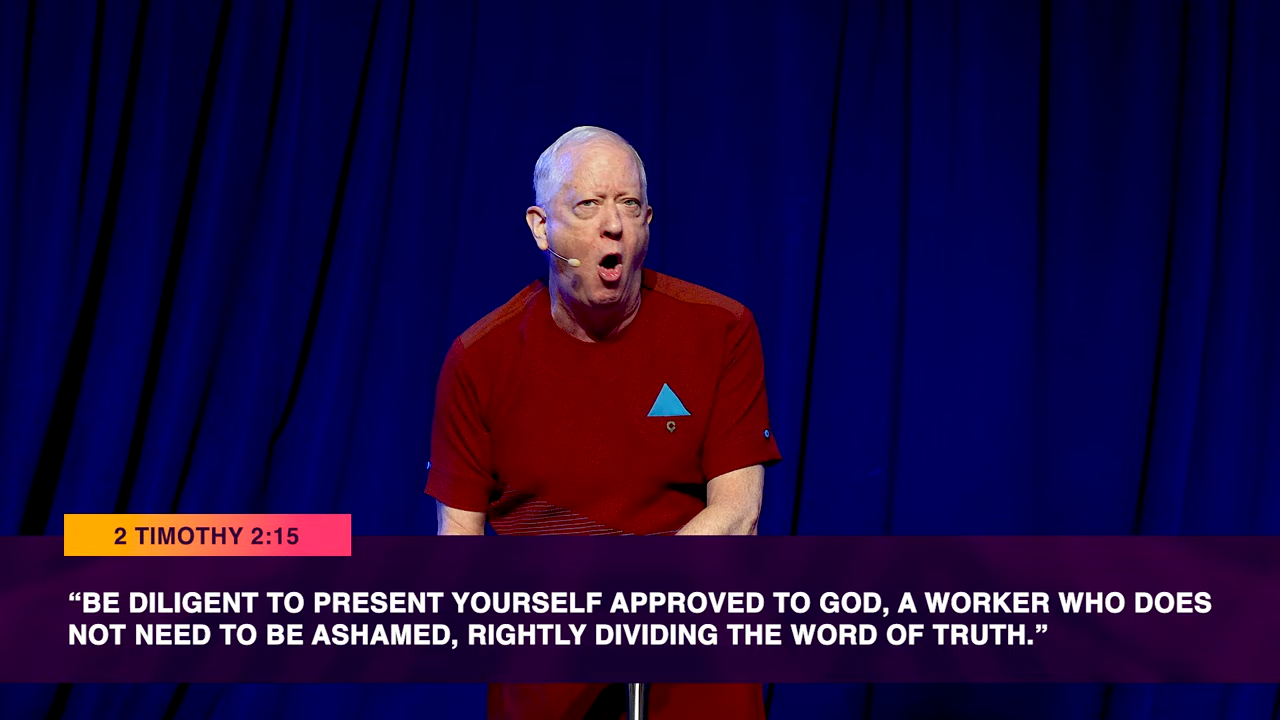 2 TIMOTHY 2:15
“BE DILIGENT TO PRESENT YOURSELF APPROVED TO GOD, A WORKER WHO DOES
NOT NEED TO BE ASHAMED, RIGHTLY DIVIDING THE WORD OF TRUTH.”